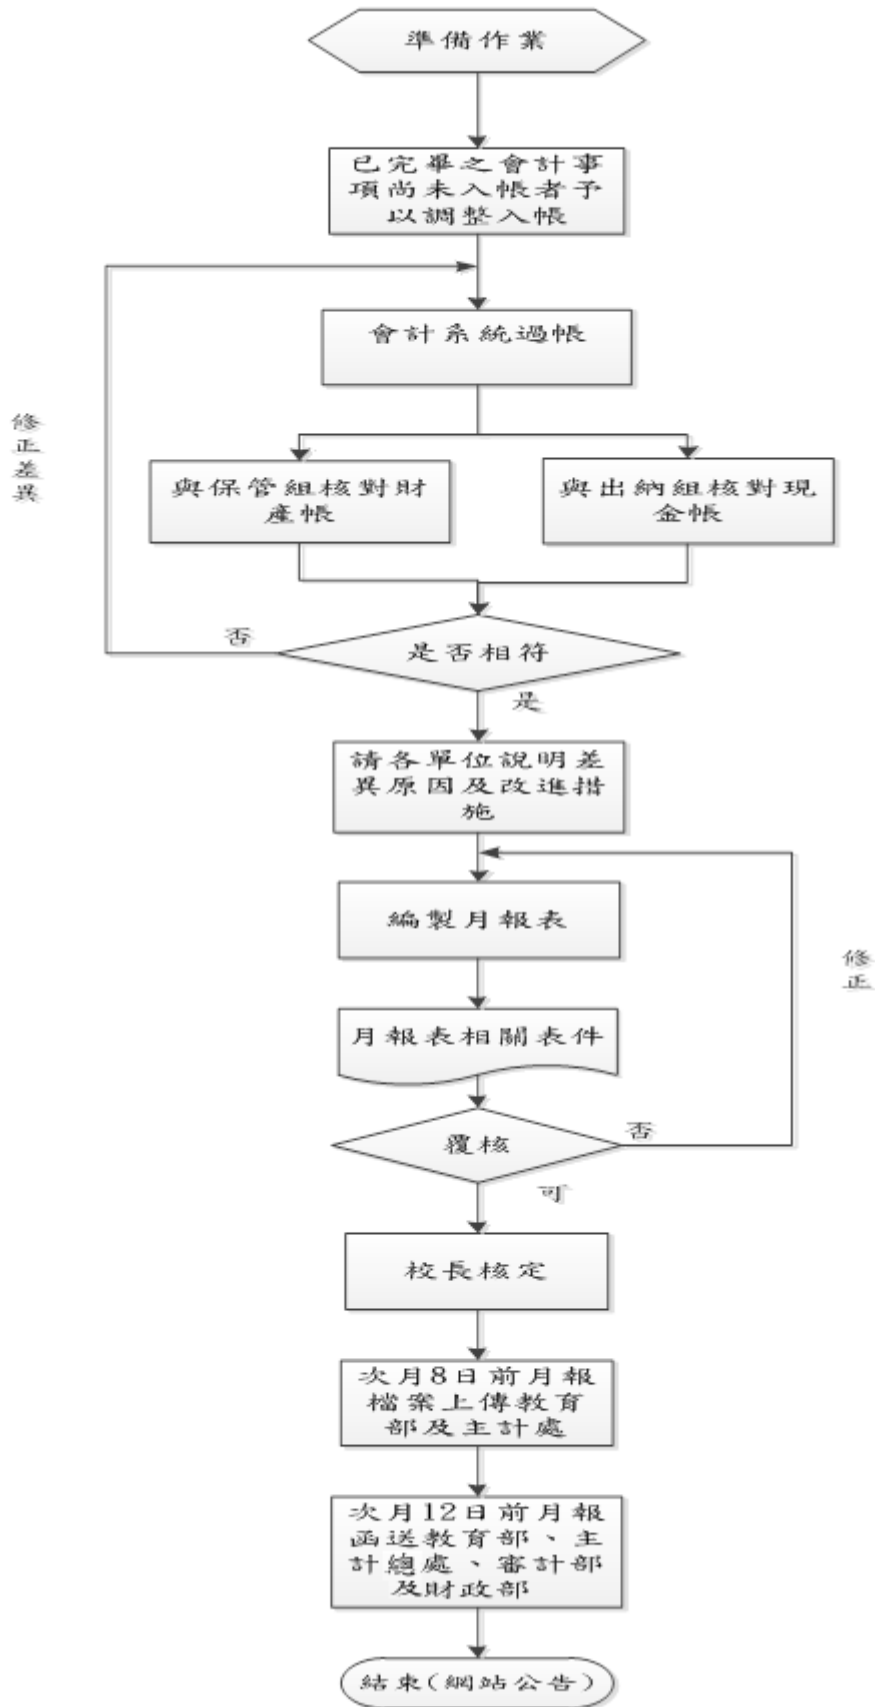 準備作業
已完畢之會計事
項尚未入帳者予
以調整入帳
會計系統過帳
修
正
差
異
與保管組核對財
產帳
與出納組核對現
金帳
否
是否相符
是
請各單位說明差
異原因及改進措
施
編製月報表
修
正
月報表相關表件
否
覆核
可
校長核定
次月8日前月報
檔案上傳教育
部及主計處
次月12日前月報
函送教育部、主
計總處、審計部
及財政部
結束(網站公告)